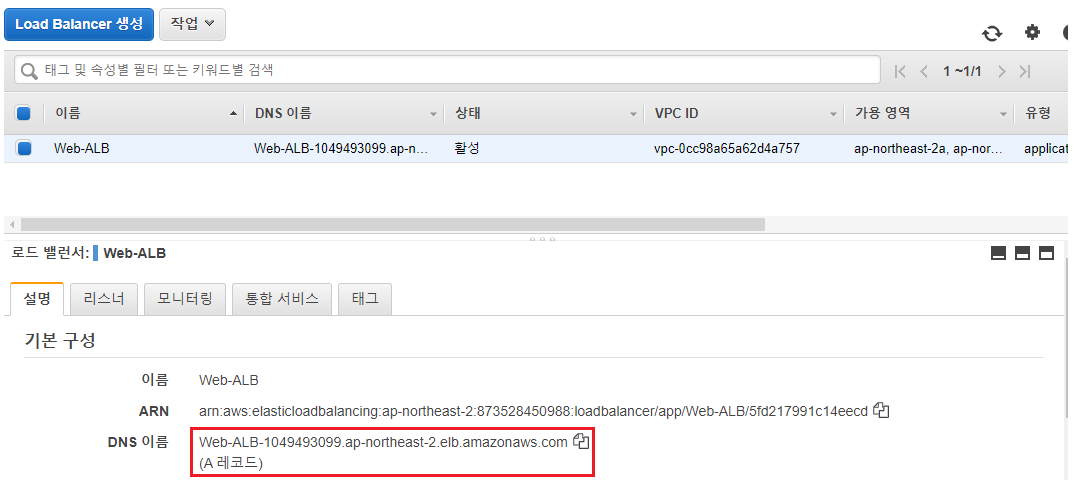 Load Balancer 생성 작업
태그 및 속성별 필터 또는 키워드별 검색 1 ~1/1
이름 DNS 이름 상태 VPC ID 가용 영역 유형
Web-ALB Web-ALB-1049493099.ap-n... 활성 vpc-0cc98a65a62d4a757 ap-northeast-2a, ap-nor... applicat
로드 밸런서: Web-ALB
설명 리스너 모니터링 통합 서비스 태그
기본 구성
이름 Web-ALB
ARN arn:aws:elasticloadbalancing:ap-northeast-2:873528450988:loadbalancer/app/Web-ALB/5fd217991c14eecd
DNS 이름 Web-ALB-1049493099.ap-northeast-2.elb.amazonaws.com
(A 레코드)